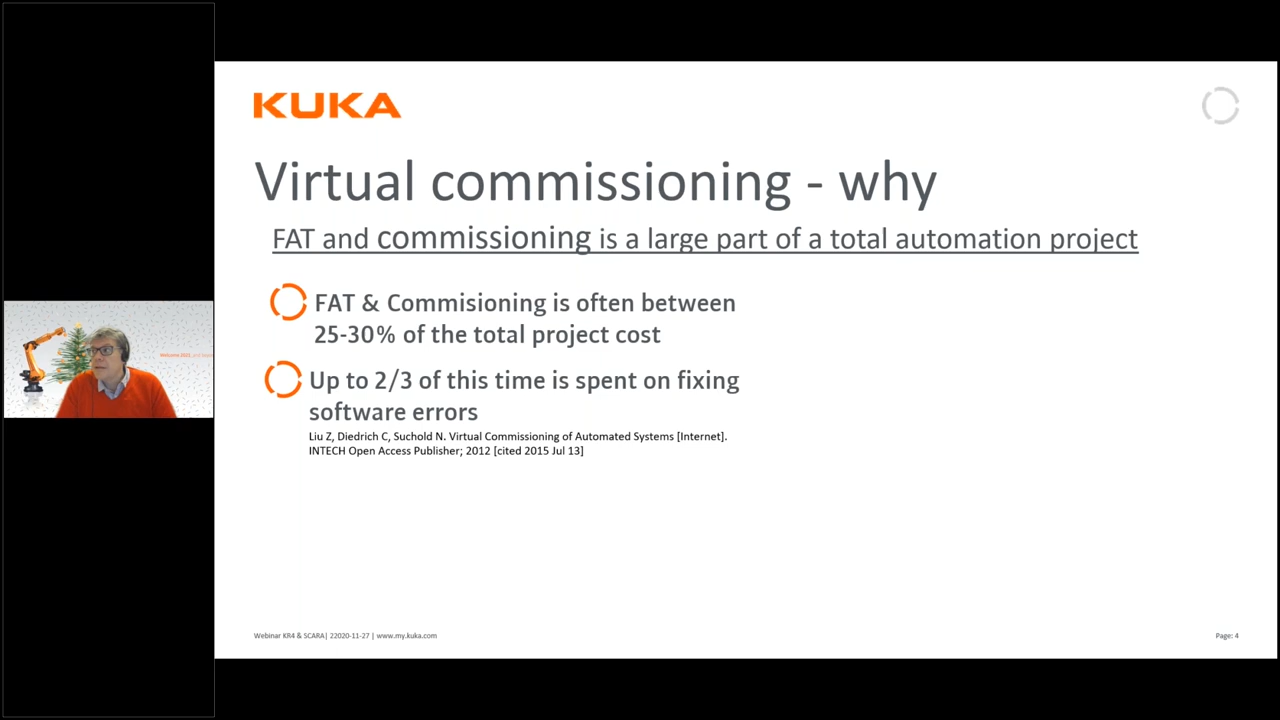 KUKA
Virtual commissioning - why
FAT and commissioning is a large part of a total automation project
FAT & Commisioning is often between
25-30% of the total project cost
Up to 2/3 of this time is spent on fixing
software errors
Liu Z, Diedrich C, Suchold N. Virtual Commissioning of Automated Systems [Internet].
INTECH Open Access Publisher; 2012 [cited 2015 Jul 13]
Welcome 2021
Webinar KR4 & SCARA| 22020-11-27 | www.my.kuka.com
Page: 4